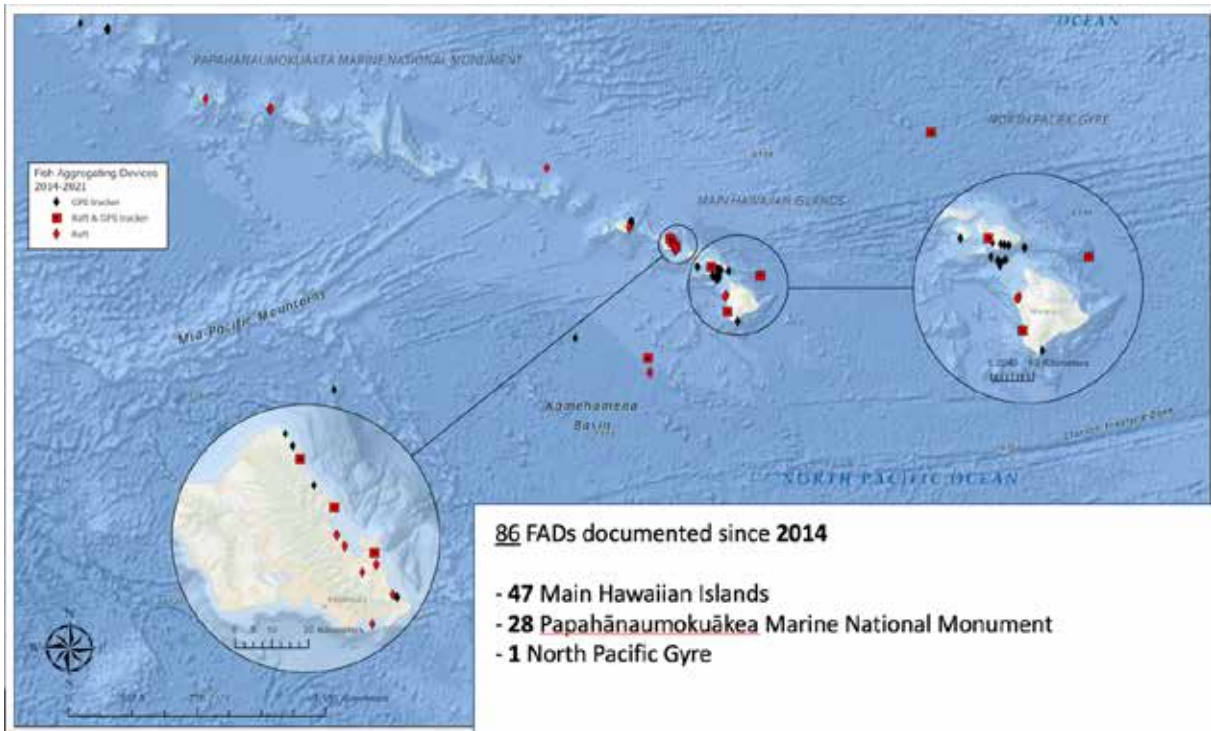 OCEAN
PAPAHĀNAUMOKUĀKEA MARINE NATIONAL MONUMENT
NORTH PACIFIC GYRE
Fish Aggregating Devices
2014-2021
GPS tracker
Raft & GPS tracker
Raft
MAIN HAWAIIAN ISLANDS
Mid-Pacific Mountains
Basin
NORTH PACIFIC OCEAN
86 FADs documented since 2014
- 47 Main Hawaiian Islands
- 28 Papahānaumokuākea Marine National Monument
- 1 North Pacific Gyre
N
W
S